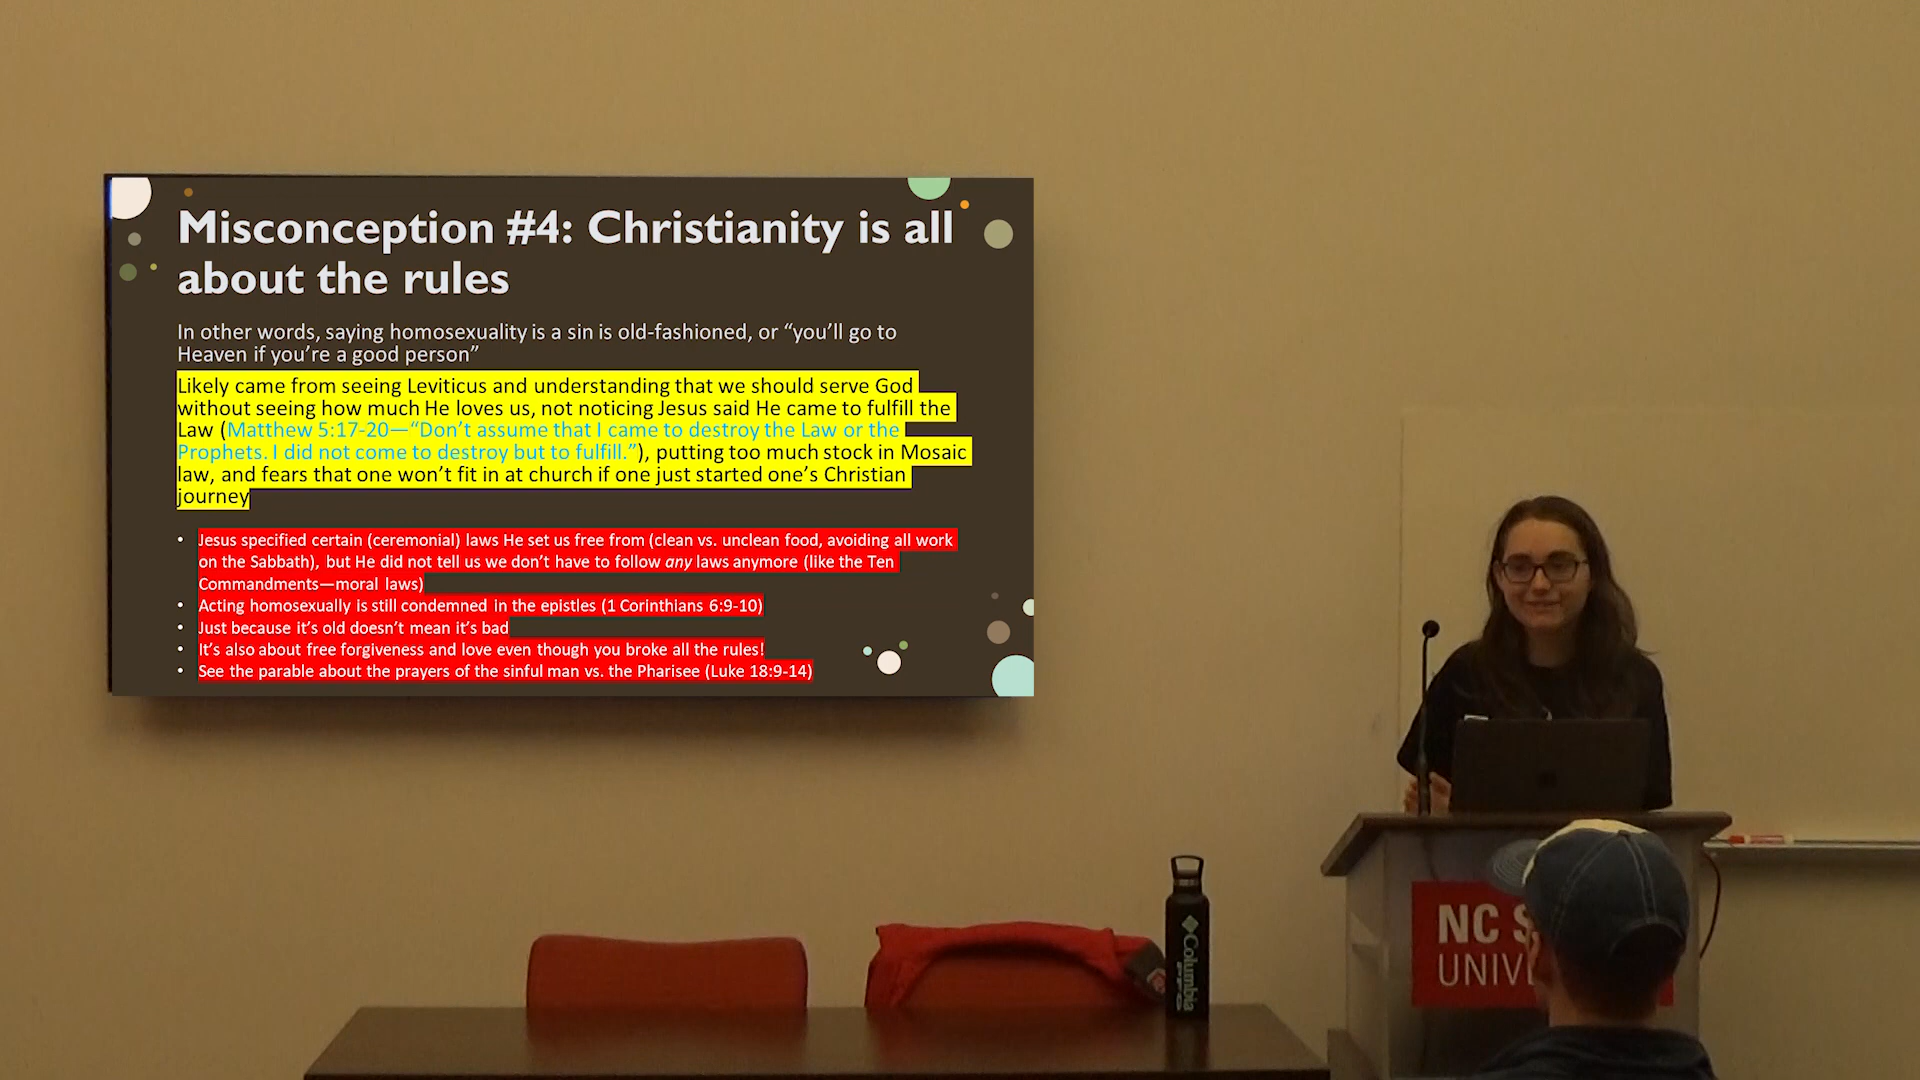 Misconception #4: Christianity is all
about the rules
In other words, saying homosexuality is a sin is old-fashioned, or “you’ll go to
Heaven if you’re a good person”
Likely came from seeing Leviticus and understanding that we should serve God
without seeing how much He loves us, not noticing Jesus said He came to fulfill the
Law (Matthew 5:17-20—“Don’t assume that I came to destroy the Law or the
Prophets. I did not come to destroy but to fulfill.”), putting too much stock in Mosaic
law, and fears that one won’t fit in at church if one just started one’s Christian
journey
• Jesus specified certain (ceremonial) laws He set us free from (clean vs. unclean food, avoiding all work
on the Sabbath), but He did not tell us we don’t have to follow any laws anymore (like the Ten
Commandments—moral laws)
• Acting homosexually is still condemned in the epistles (1 Corinthians 6:9-10)
• Just because it’s old doesn’t mean it’s bad
• It’s also about free forgiveness and love even though you broke all the rules!
• See the parable about the prayers of the sinful man vs. the Pharisee (Luke 18:9-14)
Columbia
NC S
UNIVE